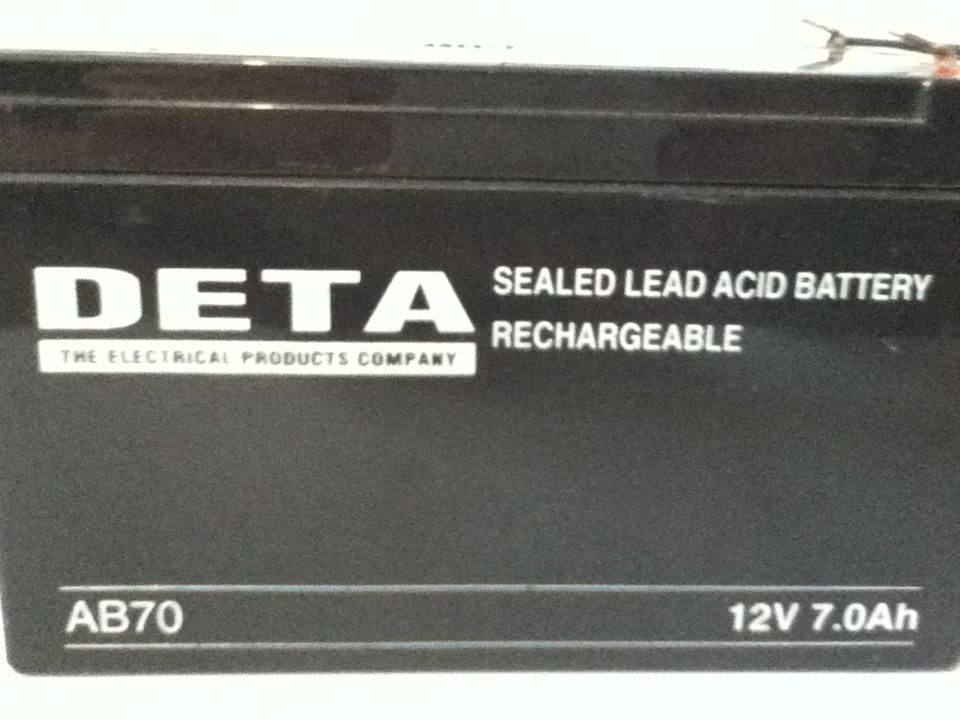 DETA
THE ELECTRICAL PRODUCTS COMPANY
SEALED LEAD ACID BATTERY
RECHARGEABLE
AB70
12V 7.0Ah